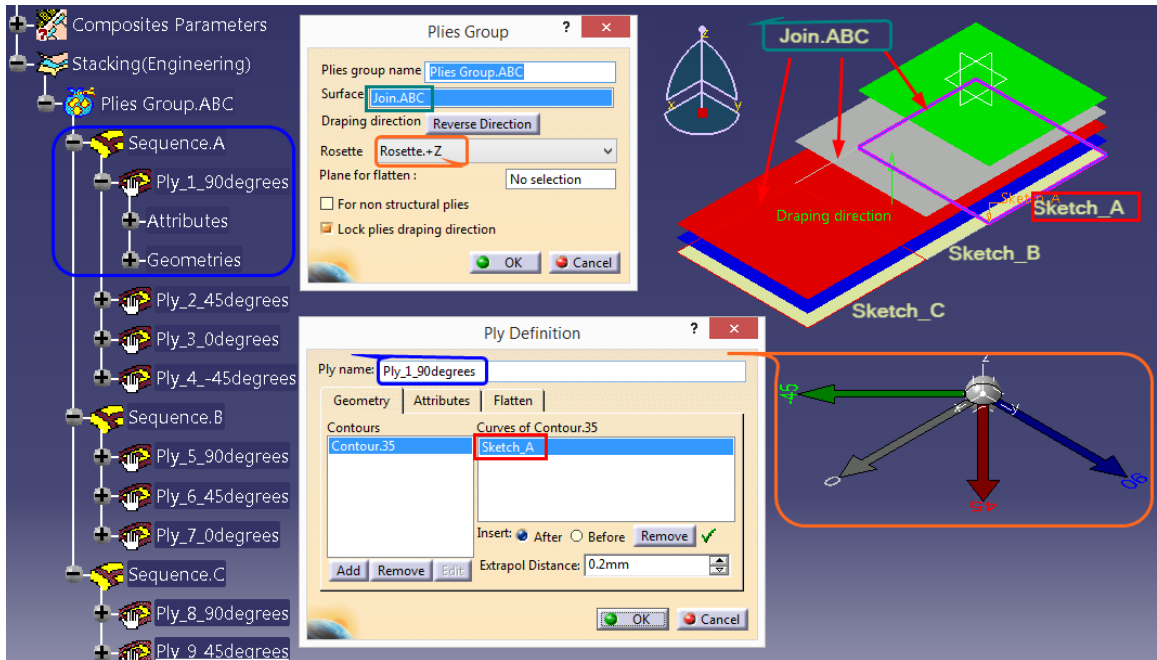 Composites Parameters
Stacking(Engineering)
Plies Group.ABC
Sequence.A
Ply_1_90degrees
Attributes
Geometries
Ply_2_45degrees
Ply_3_0degrees
Ply_4_-45degrees
Sequence.B
Ply_5_90degrees
Ply_6_45degrees
Ply_7_0degrees
Sequence.C
Ply_8_90degrees
Ply_9_45degrees
Plies Group ? ×
Plies group name Plies Group.ABC
Surface Join.ABC
Draping direction Reverse Direction
Rosette Rosette.+Z
Plane for flatten : No selection
For non structural plies
Lock plies draping direction
OK Cancel
Ply Definition ? ×
Ply name: Ply_1_90degrees
Geometry Attributes Flatten
Contours Curves of Contour.35
Contour.35 Sketch_A
Insert: After Before Remove
Add Remove Edit Extrapol Distance: 0.2mm
OK Cancel
z
x y
Join.ABC
Draping direction
Sketch_A
Sketch_A
Sketch_B
Sketch_C
z
-45
x y
0
45
90